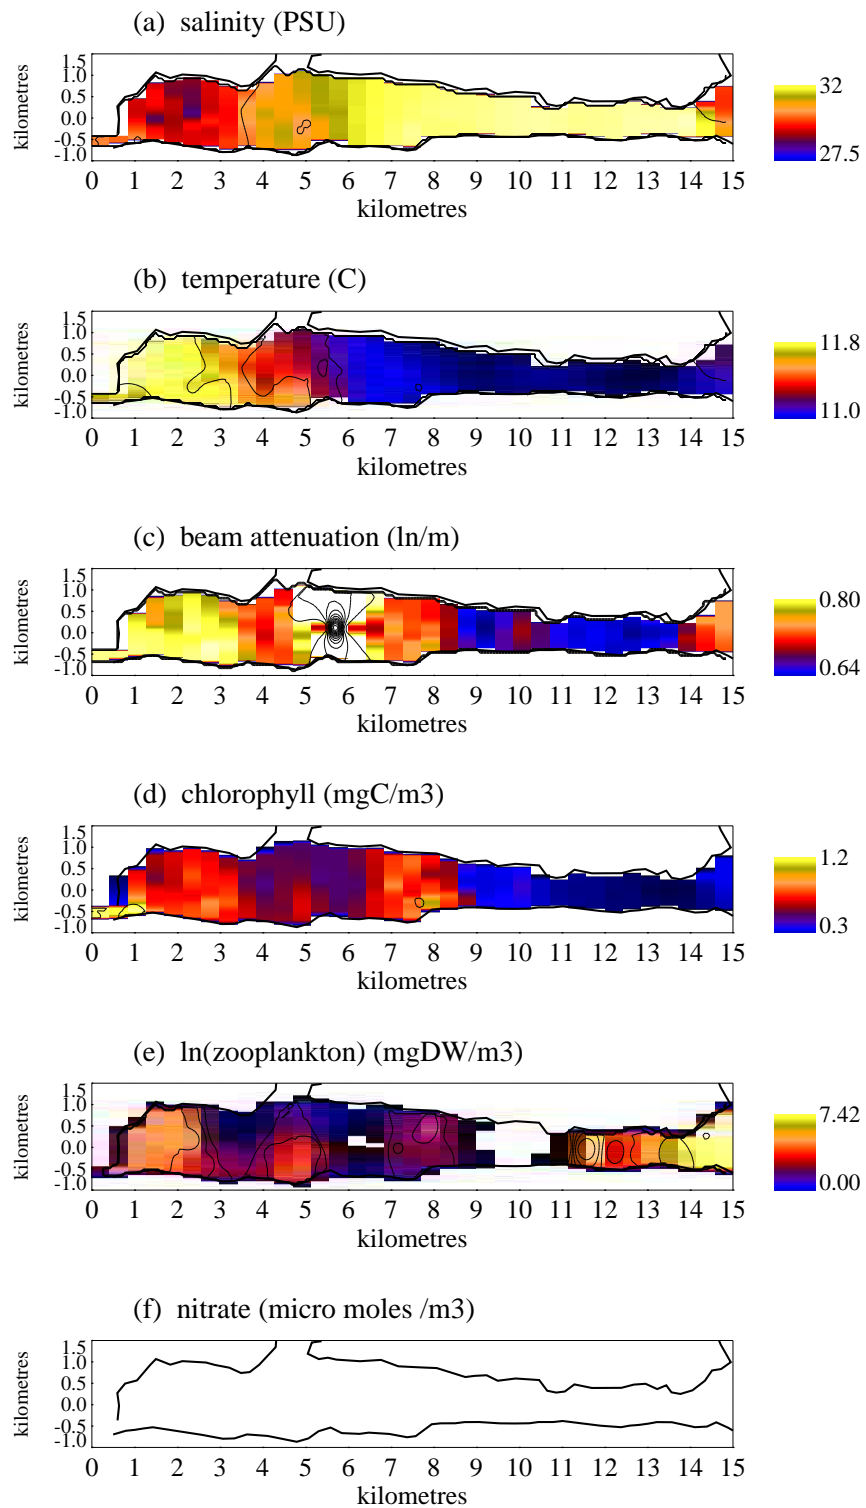 (a) salinity (PSU)
kilometres
1.5
1.0
0.5
0.0
-0.5
-1.0
0 1 2 3 4 5 6 7 8 9 10 11 12 13 14 15
kilometres
32
27.5
(b) temperature (C)
kilometres
1.5
1.0
0.5
0.0
-0.5
-1.0
0 1 2 3 4 5 6 7 8 9 10 11 12 13 14 15
kilometres
11.8
11.0
(c) beam attenuation (ln/m)
kilometres
1.5
1.0
0.5
0.0
-0.5
-1.0
0 1 2 3 4 5 6 7 8 9 10 11 12 13 14 15
kilometres
0.80
0.64
(d) chlorophyll (mgC/m3)
kilometres
1.5
1.0
0.5
0.0
-0.5
-1.0
0 1 2 3 4 5 6 7 8 9 10 11 12 13 14 15
kilometres
1.2
0.3
(e) ln(zooplankton) (mgDW/m3)
kilometres
1.5
1.0
0.5
0.0
-0.5
-1.0
0 1 2 3 4 5 6 7 8 9 10 11 12 13 14 15
kilometres
7.42
0.00
(f) nitrate (micro moles /m3)
kilometres
1.5
1.0
0.5
0.0
-0.5
-1.0
0 1 2 3 4 5 6 7 8 9 10 11 12 13 14 15
kilometres